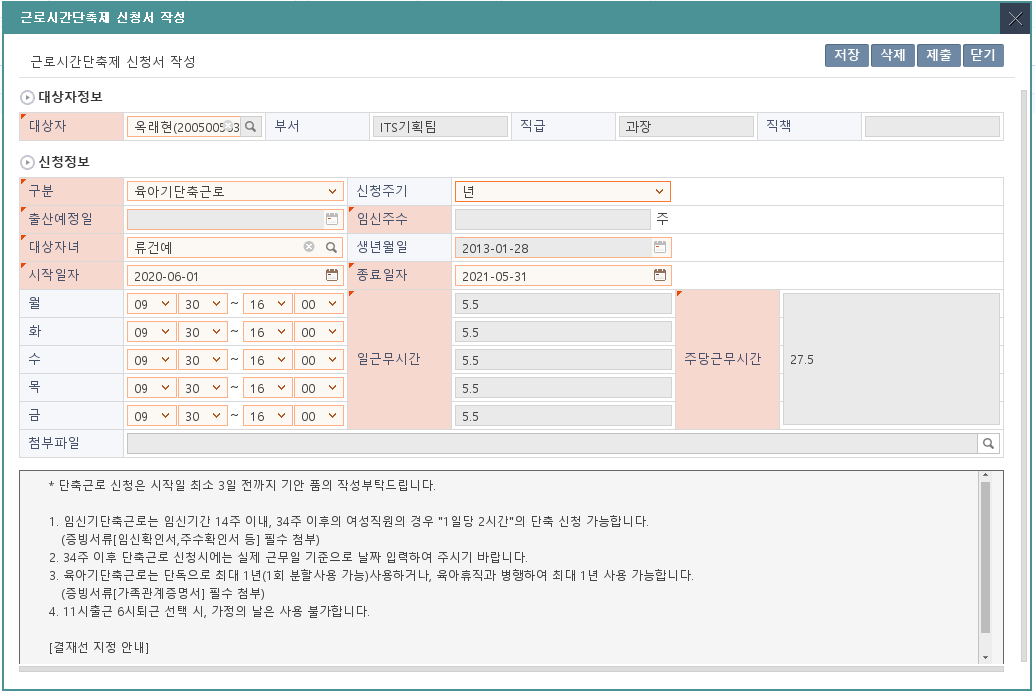 근로시간단축제 신청서 작성
근로시간단축제 신청서 작성
저장 삭제 제출 닫기
대상자정보
대상자 부서 ITS기획팀 직급 과장 직책
신청정보
구분 육아기단축근로 신청주기 년
출산예정일 임신주수 주
대상자녀 류건예 생년월일 2013-01-28
시작일자 2020-06-01 종료일자 2021-05-31
월 09 30 ~ 16 00 5.5
화 09 30 ~ 16 00 5.5
수 09 30 ~ 16 00 일근무시간 5.5 주당근무시간 27.5
목 09 30 ~ 16 00 5.5
금 09 30 ~ 16 00 5.5
첨부파일
* 단축근로 신청은 시작일 최소 3일 전까지 기안 품의 작성부탁드립니다.
1. 임신기단축근로는 임신기간 14주 이내, 34주 이후의 여성직원의 경우 "1일당 2시간"의 단축 신청 가능합니다.
(증빙서류[임신확인서,주수확인서 등] 필수 첨부)
2. 34주 이후 단축근로 신청시에는 실제 근무일 기준으로 날짜 입력하여 주시기 바랍니다.
3. 육아기단축근로는 단독으로 최대 1년(1회 분할사용 가능)사용하거나, 육아휴직과 병행하여 최대 1년 사용 가능합니다.
(증빙서류[가족관계증명서] 필수 첨부)
4. 11시출근 6시퇴근 선택 시, 가정의 날은 사용 불가합니다.
[결재선 지정 안내]